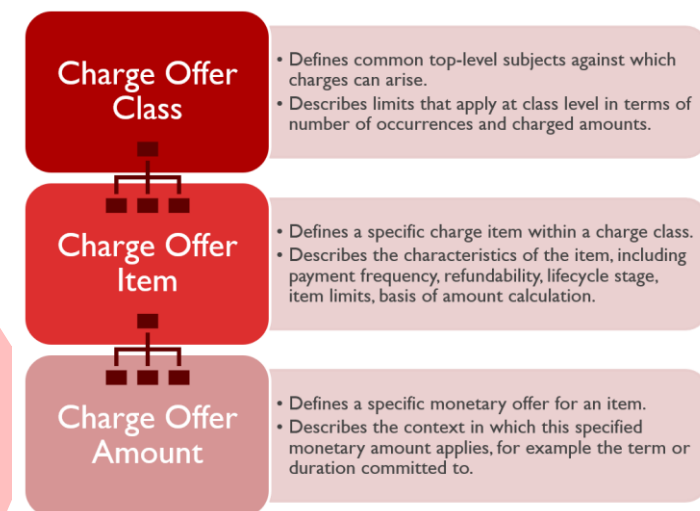 Charge Offer
Class
• Defines common top-level subjects against which
charges can arise.
• Describes limits that apply at class level in terms of
number of occurrences and charged amounts.
Charge Offer
Item
• Defines a specific charge item within a charge class.
• Describes the characteristics of the item, including
payment frequency, refundability, lifecycle stage,
item limits, basis of amount calculation.
Charge Offer
Amount
• Defines a specific monetary offer for an item.
• Describes the context in which this specified
monetary amount applies, for example the term or
duration committed to.